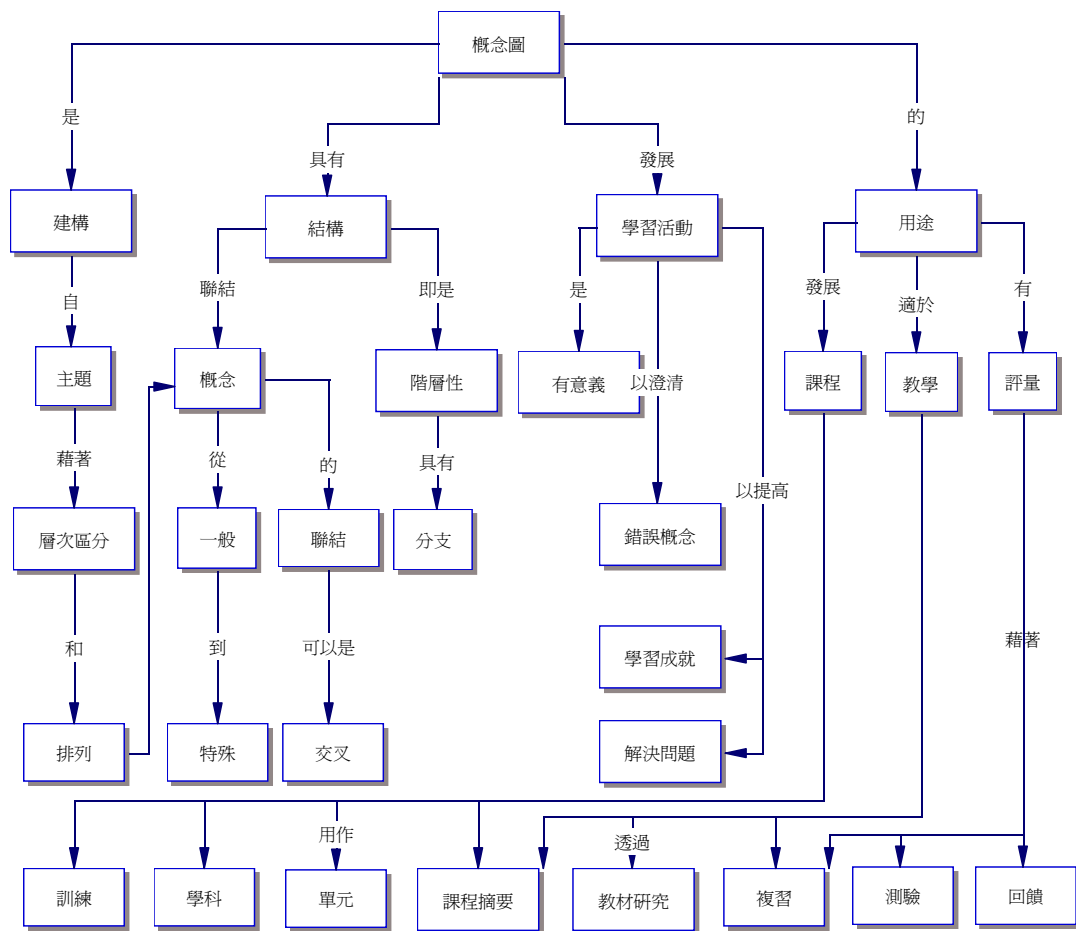 概念圖
是
具有
發展
的
建構
結構
學習活動
用途
自
聯結
即是
是
發展
適於
有
主題
概念
階層性
有意義
以澄清
課程
教學
評量
藉著
從
的
具有
以提高
層次區分
一般
聯結
分支
錯誤概念
和
到
可以是
學習成就
藉著
排列
特殊
交叉
解決問題
用作
透過
訓練
學科
單元
課程摘要
教材研究
複習
測驗
回饋